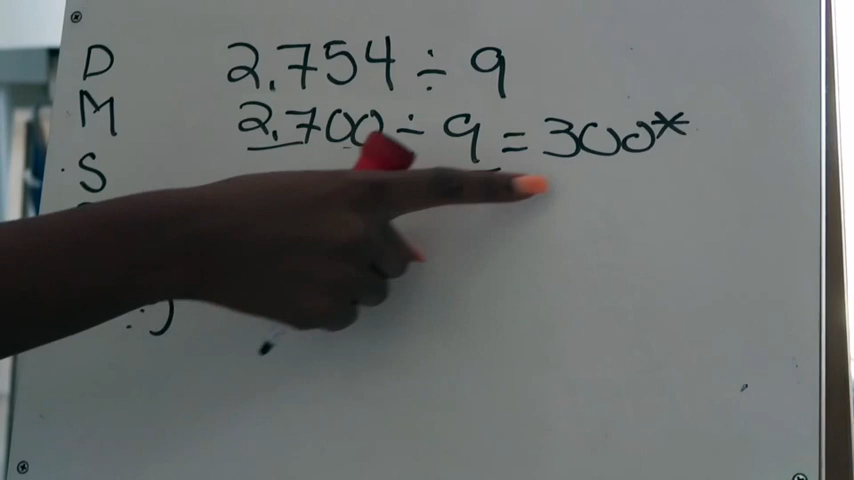 D
2,754 ÷ 9
M
2,700 ÷ 9 = 300*
S
:)